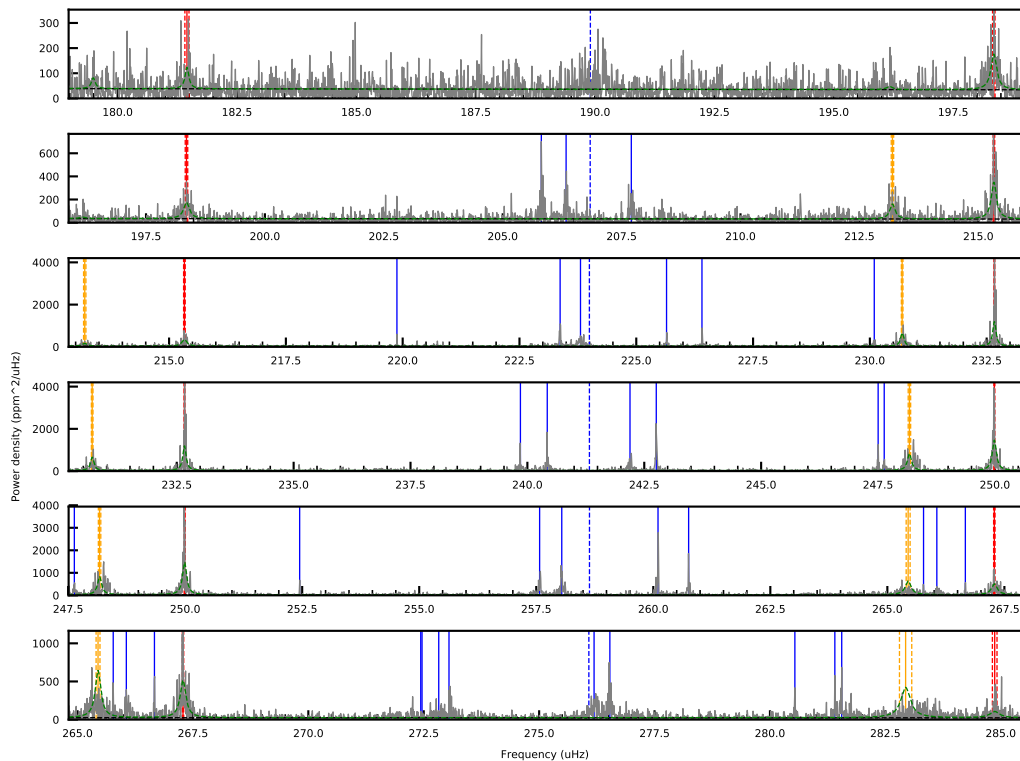 300
200
100
0
180.0 182.5 185.0 187.5 190.0 192.5 195.0 197.5
600
400
200
0
197.5 200.0 202.5 205.0 207.5 210.0 212.5 215.0
4000
2000
0
215.0 217.5 220.0 222.5 225.0 227.5 230.0 232.5
Power density (ppm^2/uHz)
4000
2000
0
232.5 235.0 237.5 240.0 242.5 245.0 247.5 250.0
4000
3000
2000
1000
0
247.5 250.0 252.5 255.0 257.5 260.0 262.5 265.0 267.5
1000
500
0
265.0 267.5 270.0 272.5 275.0 277.5 280.0 282.5 285.0
Frequency (uHz)